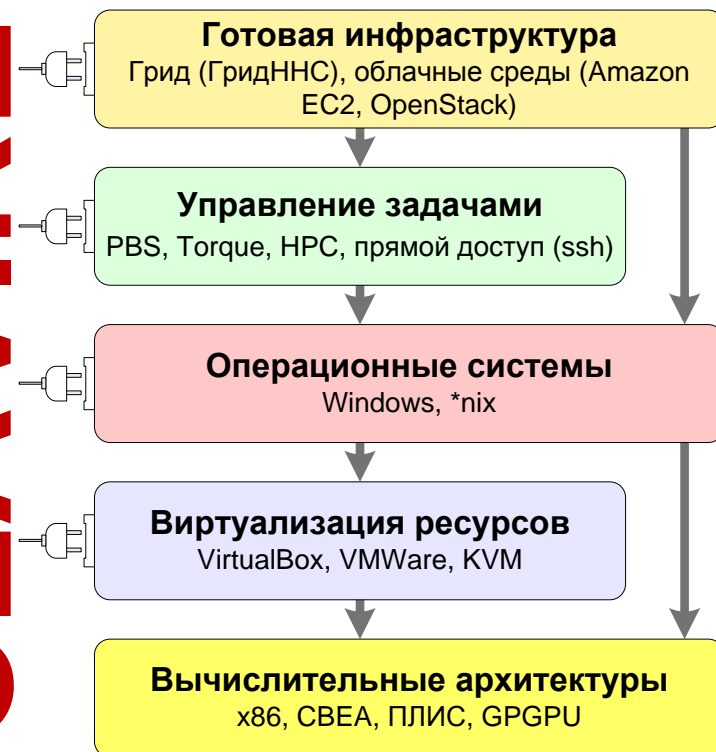 Готовая инфраструктура
Грид (ГридННС), облачные среды (Amazon
EC2, OpenStack)
Управление задачами
PBS, Torque, HPC, прямой доступ (ssh)
Операционные системы
Windows, *nix
Виртуализация ресурсов
VirtualBox, VMWare, KVM
Вычислительные архитектуры
x86, CBEA, ПЛИС, GPGPU